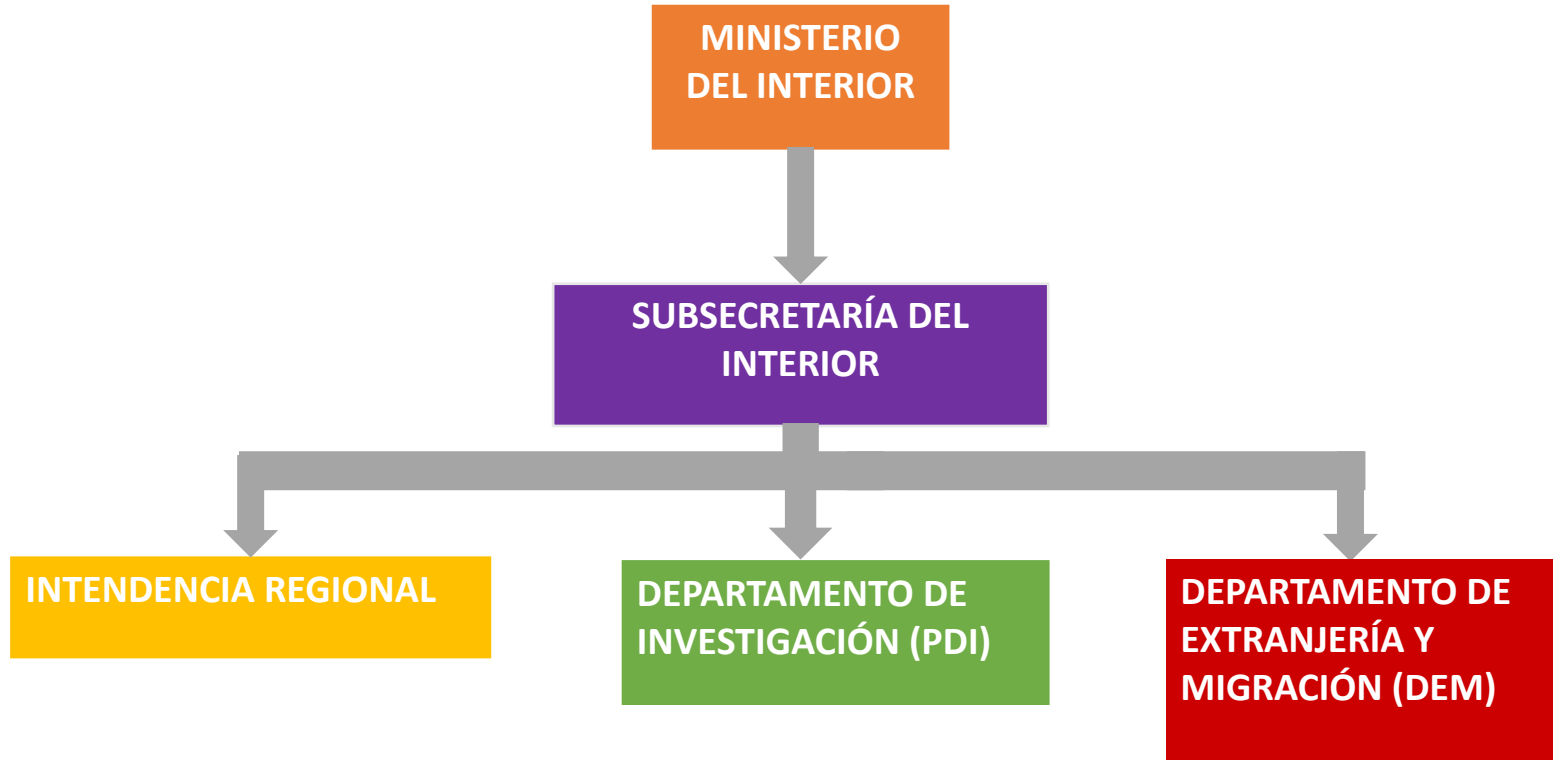 MINISTERIO
DEL INTERIOR
SUBSECRETARÍA DEL
INTERIOR
INTENDENCIA REGIONAL
DEPARTAMENTO DE
INVESTIGACIÓN (PDI)
DEPARTAMENTO DE
EXTRANJERÍA Y
MIGRACIÓN (DEM)